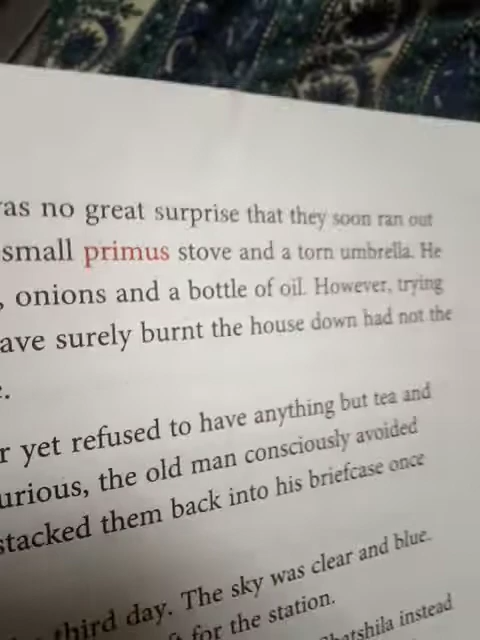 as no great surprise that they soon ran out
small primus stove and a torn umbrella. He
, onions and a bottle of oil. However, trying
ave surely burnt the house down had not the
.
r yet refused to have anything but tea and
urious, the old man consciously avoided
stacked them back into his briefcase once
third day. The sky was clear and blue.
for the station.
hatshila instead